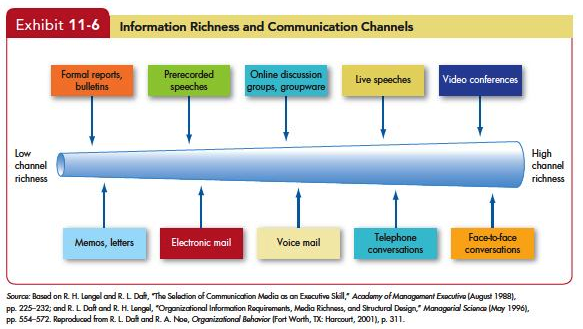 Exhibit 11-6 Information Richness and Communication Channels
Formal reports,
bulletins
Prerecorded
speeches
Online discussion
groups, groupware
Live speeches
Video conferences
Low
channel
richness
High
channel
richness
Memos, letters
Electronic mail
Voice mail
Telephone
conversations
Face-to-face
conversations
Source: Based on R. H. Lengel and R. L. Daft, "The Selection of Communication Media as an Executive Skill," Academy of Management Executive (August 1988),
pp. 225–232; and R. L. Daft and R. H. Lengel, "Organizational Information Requirements, Media Richness, and Structural Design," Managerial Science (May 1996),
pp. 554–572. Reproduced from R. L. Daft and R. A. Noe, Organizational Behavior (Fort Worth, TX: Harcourt, 2001), p. 311.